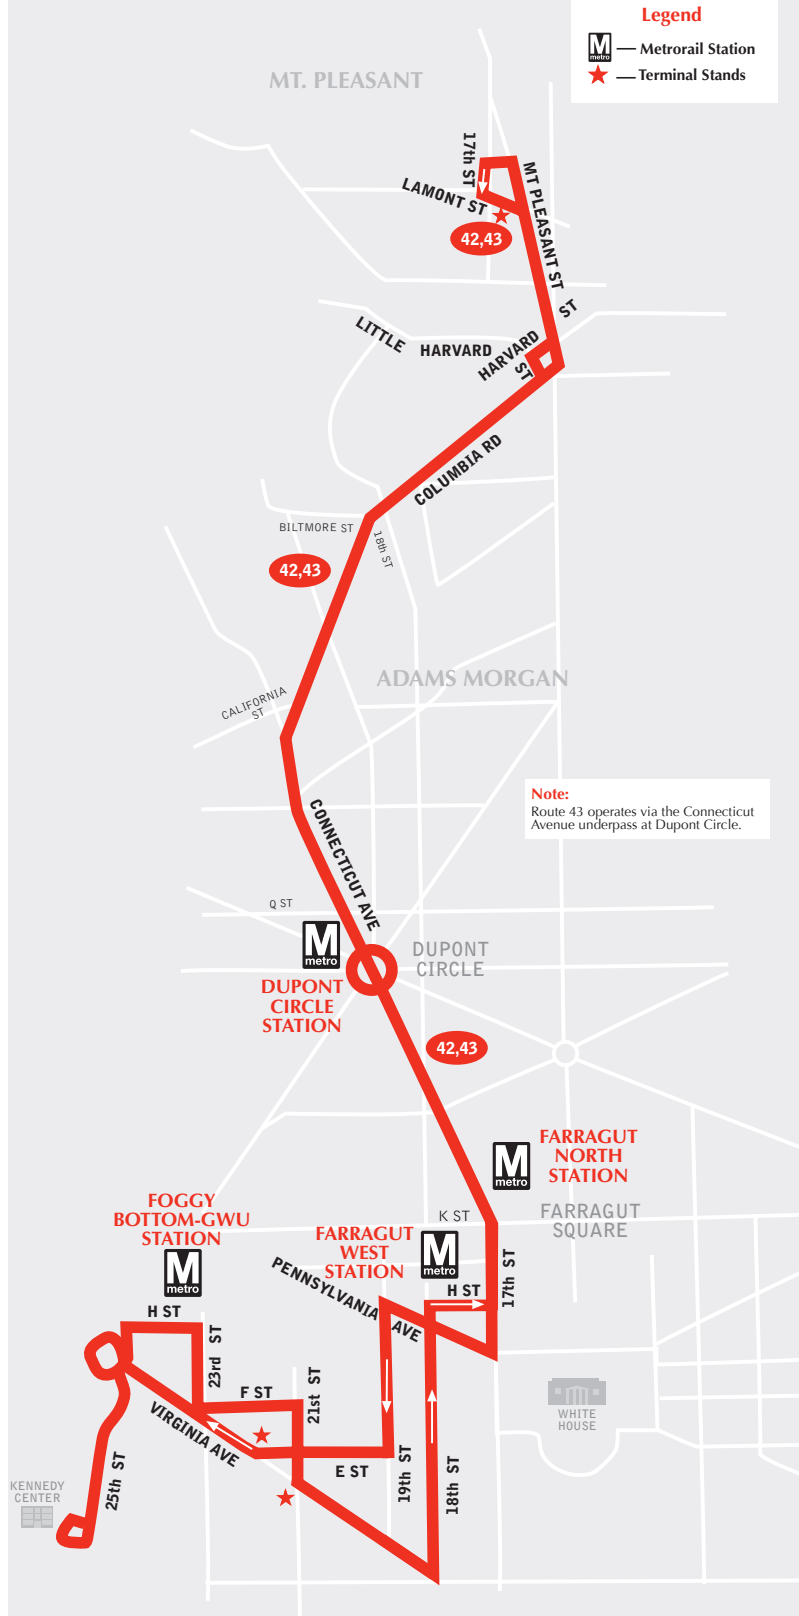 Legend
M
metro
Metrorail Station
Terminal Stands
MT. PLEASANT
17th ST
LAMONT ST
MT PLEASANT ST
42,43
ST
LITTLE
HARVARD
HARVARD
ST
COLUMBIA RD
BILTMORE ST
18th ST
42,43
ADAMS MORGAN
CALIFORNIA
ST
Note:
Route 43 operates via the Connecticut
Avenue underpass at Dupont Circle.
CONNECTICUT AVE
Q ST
M
metro
DUPONT
CIRCLE
DUPONT
CIRCLE
STATION
42,43
FARRAGUT
NORTH
STATION
M
metro
FARRAGUT
SQUARE
K ST
FOGGY
BOTTOM-GWU
STATION
M
metro
FARRAGUT
WEST
STATION
M
metro
17th ST
H ST
PENNSYLVANIA AVE
H ST
23rd ST
F ST
21st ST
VIRGINIA AVE
WHITE
HOUSE
E ST
19th ST
18th ST
25th ST
KENNEDY
CENTER